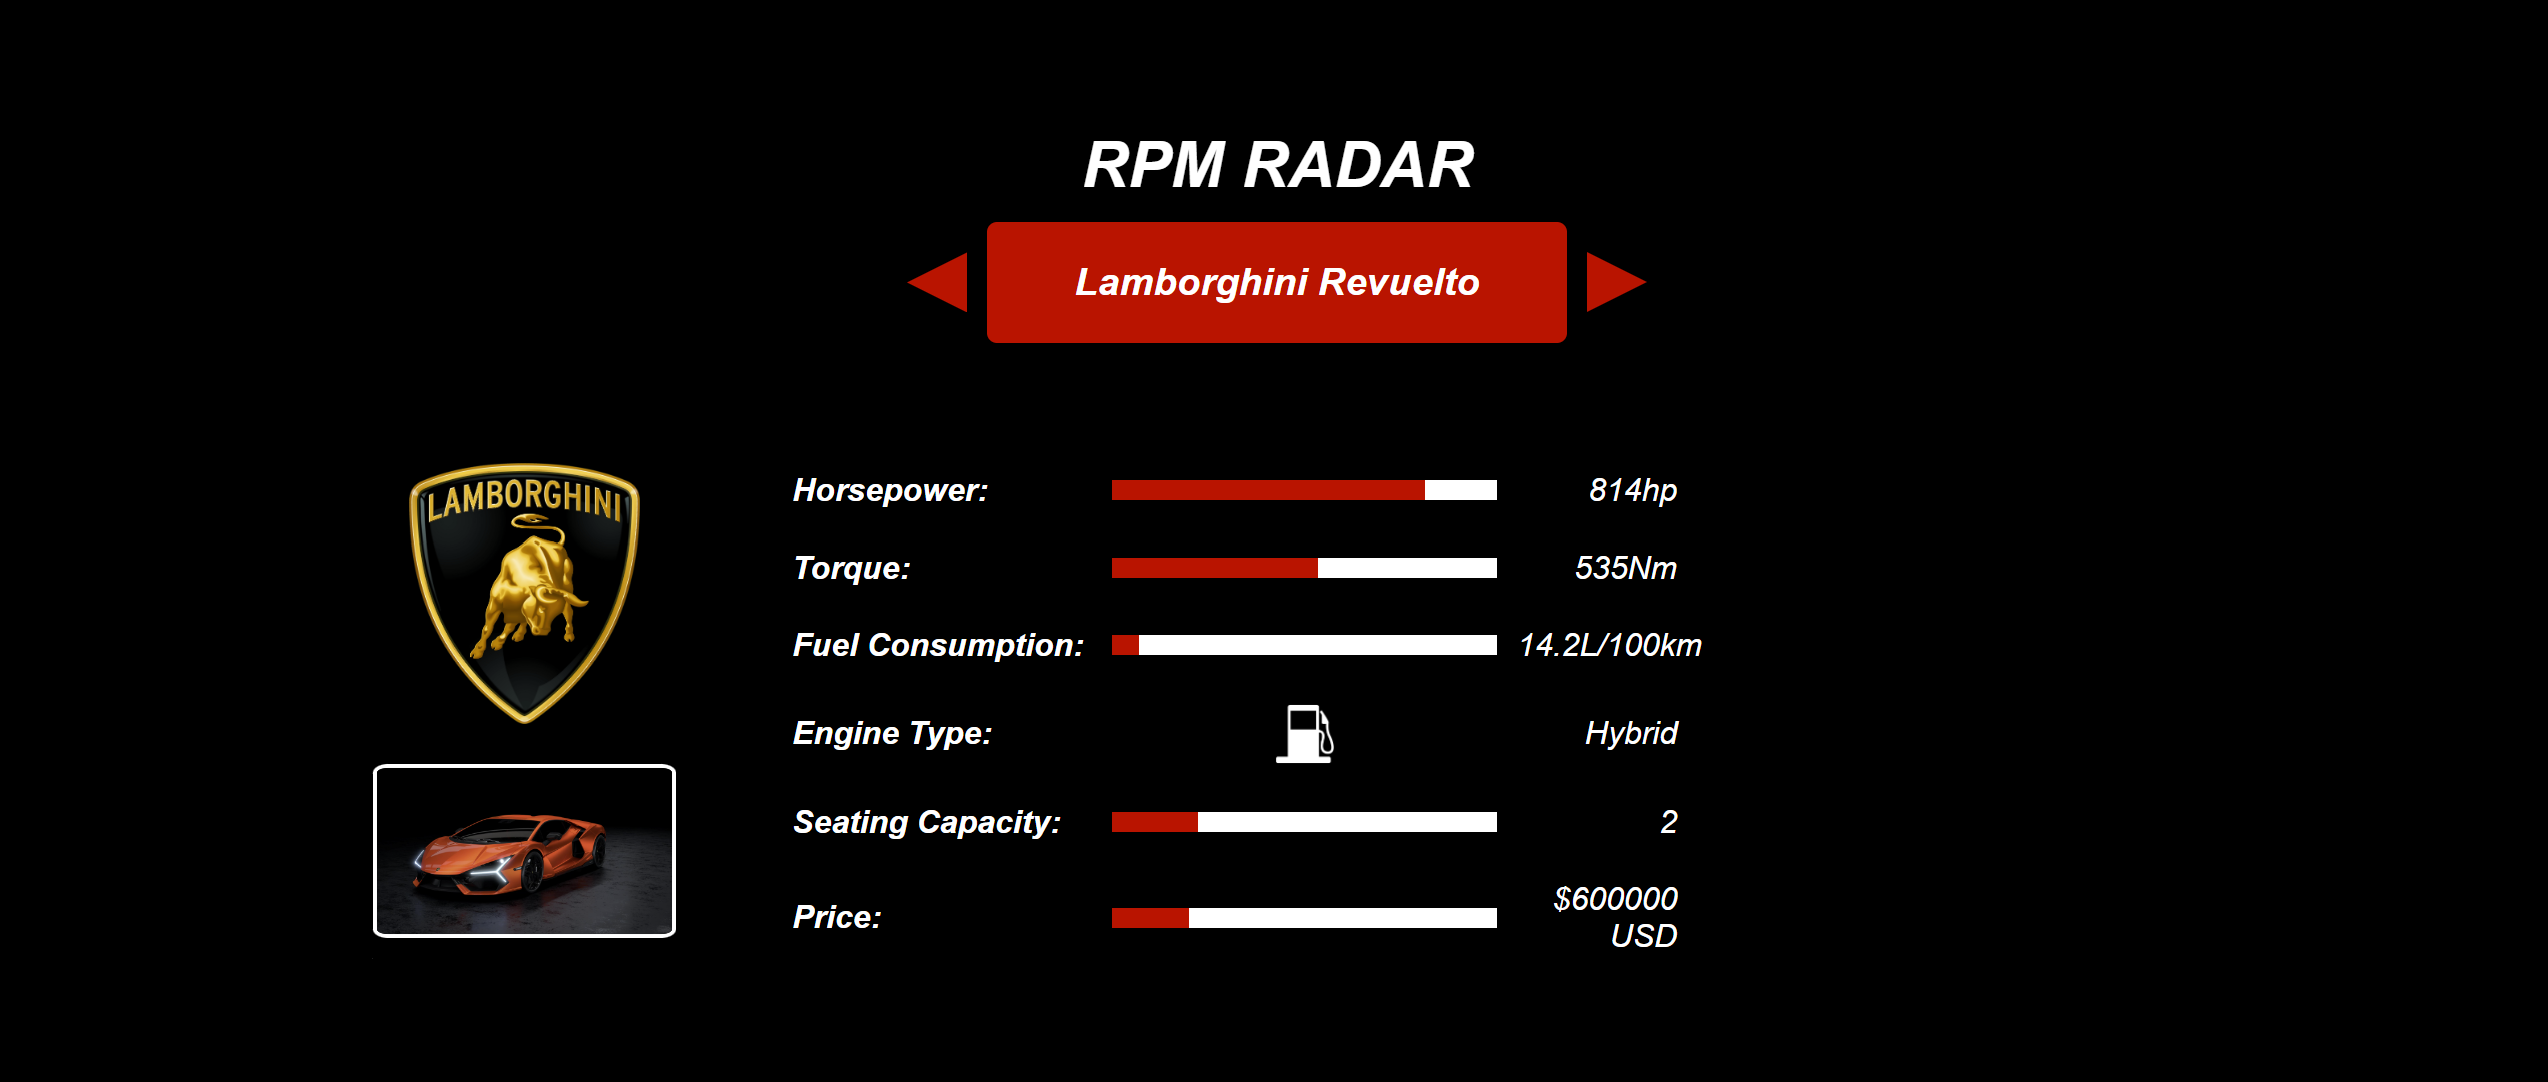 RPM RADAR
Lamborghini Revuelto
LAMBORGHINI
Horsepower: 814hp
Torque: 535Nm
Fuel Consumption: 14.2L/100km
Engine Type: Hybrid
Seating Capacity: 2
Price: $600000
USD